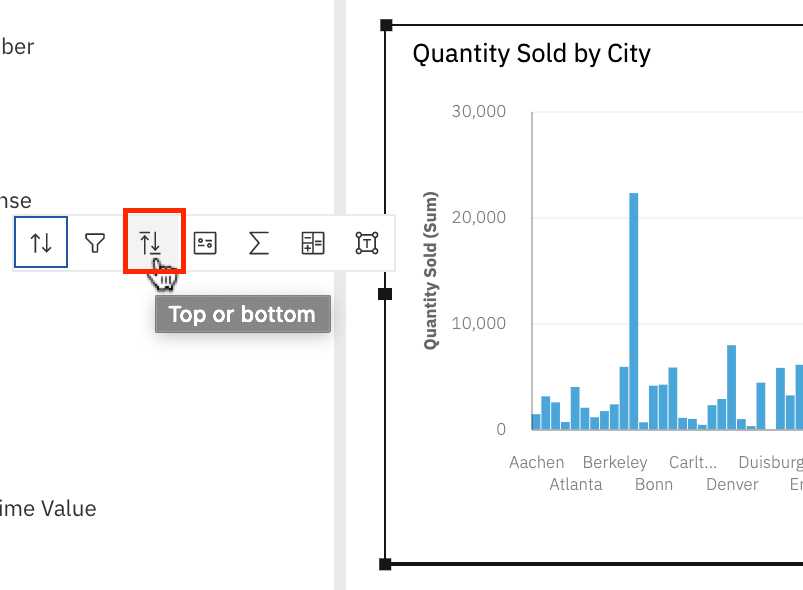 ber
nse
Top or bottom
ime Value
Quantity Sold by City
Quantity Sold (Sum)
30,000
20,000
10,000
0
Aachen Berkeley Carlt... Duisburg
Atlanta Bonn Denver Er